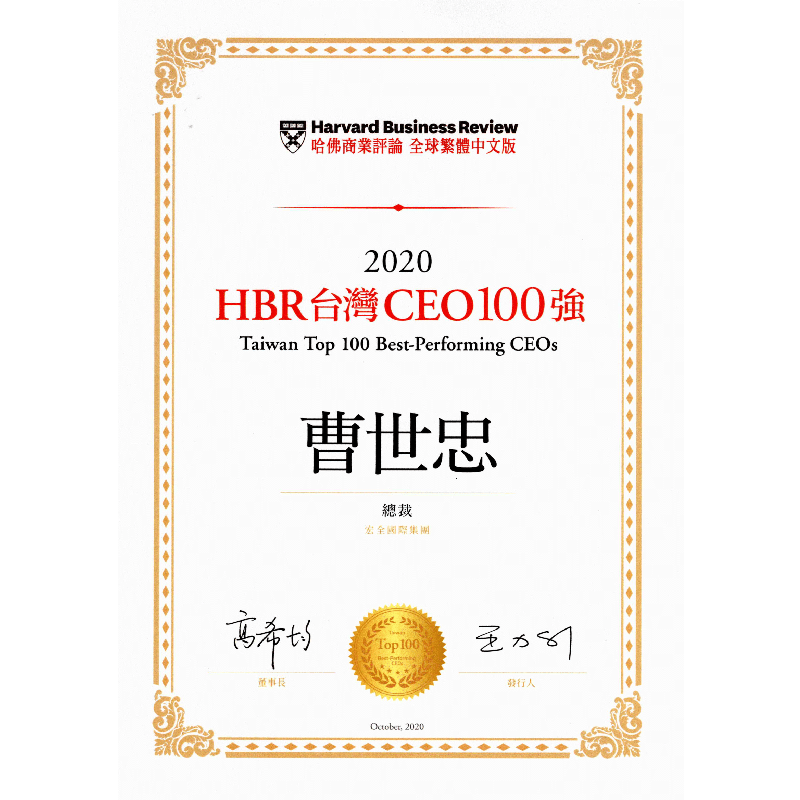 Harvard Business Review
哈佛商業評論 全球繁體中文版
2020
HBR台灣CEO100強
Taiwan Top 100 Best-Performing CEOs
曹世忠
總裁
宏全國際集團
高希均
王力行
董事長
發行人
Taiwan
Top100
Best-Performing
CEOs
October, 2020